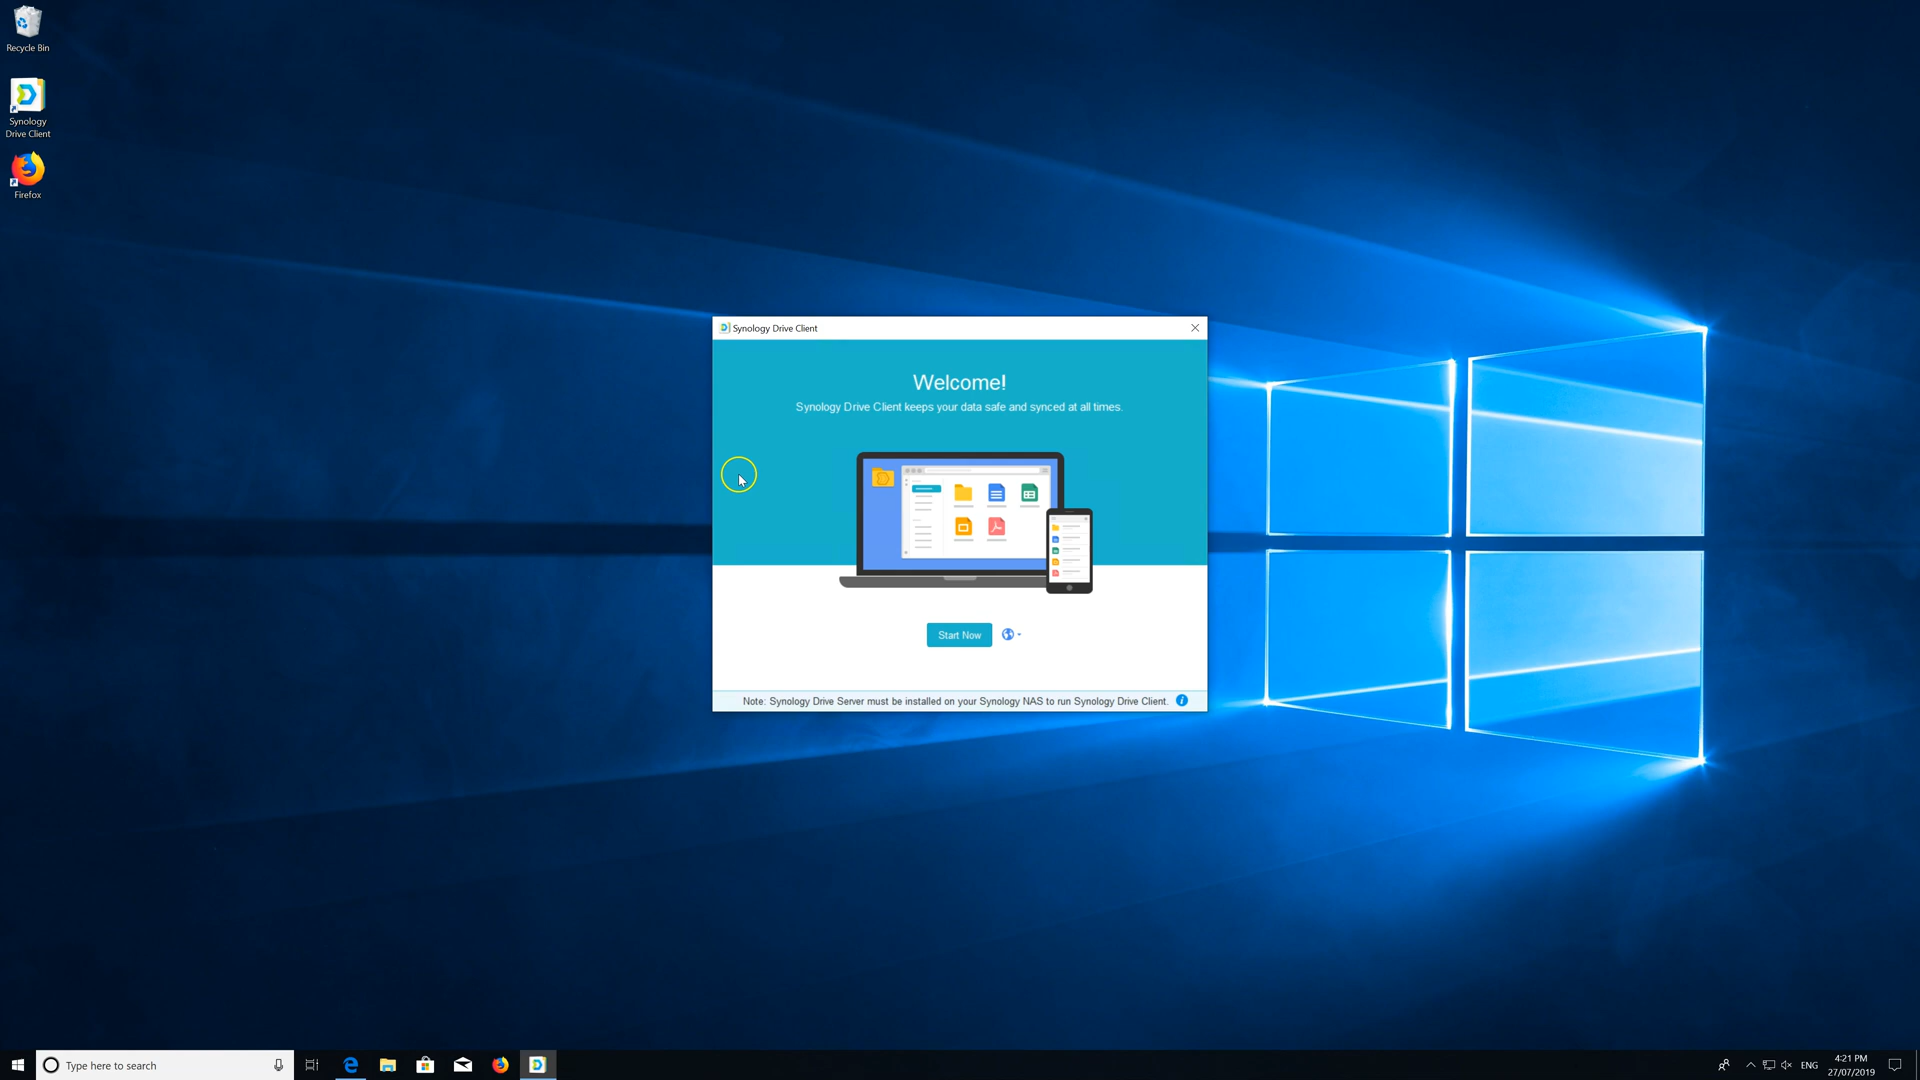 Recycle Bin
Synology
Drive Client
Firefox
Synology Drive Client
Welcome!
Synology Drive Client keeps your data safe and synced at all times.
Start Now
Note: Synology Drive Server must be installed on your Synology NAS to run Synology Drive Client.
Type here to search
ENG
4:21 PM
27/07/2019